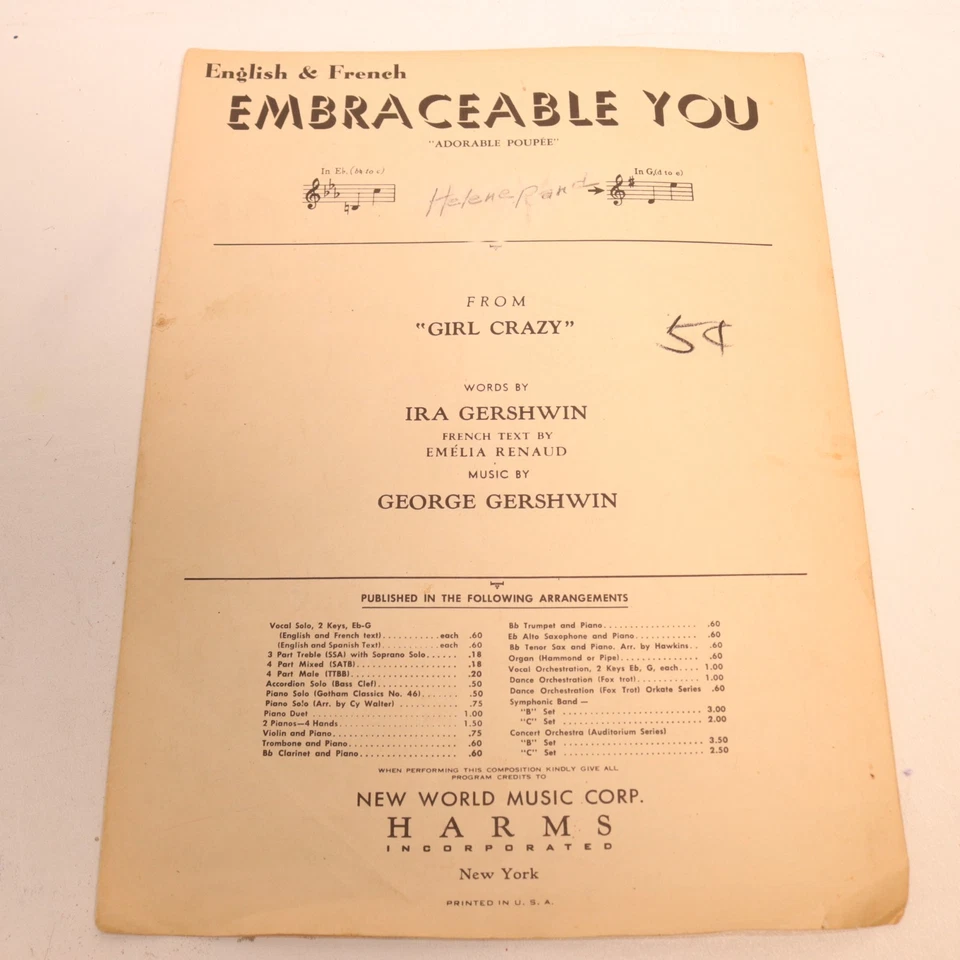 English & French
EMBRACEABLE YOU
"ADORABLE POUPÉE"
In Eb, (bb to c)
Helene Rand
In G, (d to e)
FROM
"GIRL CRAZY"
5¢
WORDS BY
IRA GERSHWIN
FRENCH TEXT BY
EMÉLIA RENAUD
MUSIC BY
GEORGE GERSHWIN
PUBLISHED IN THE FOLLOWING ARRANGEMENTS
Vocal Solo, 2 Keys, Eb-G
(English and French text)...........each .60
(English and Spanish Text)..........each .60
3 Part Treble (SSA) with Soprano Solo...... .18
4 Part Mixed (SATB)................... .18
4 Part Male (TTBB).................... .20
Accordion Solo (Bass Clef)............. .50
Piano Solo (Gotham Classics No. 46)....... .50
Piano Solo (Arr. by Cy Walter) .......... .75
Piano Duet .......................... 1.00
2 Pianos—4 Hands..................... 1.50
Violin and Piano...................... .75
Trombone and Piano................... .60
Bb Clarinet and Piano.................. .60
Bb Trumpet and Piano.................. .60
Eb Alto Saxophone and Piano............ .60
Bb Tenor Sax and Piano. Arr. by Hawkins.. .60
Organ (Hammond or Pipe)............... .60
Vocal Orchestration, 2 Keys Eb, G, each.... 1.00
Dance Orchestration (Fox trot)........... 1.00
Dance Orchestration (Fox Trot) Orkate Series .60
Symphonic Band —
"B" Set ........................ 3.00
"C" Set ........................ 2.00
Concert Orchestra (Auditorium Series)
"B" Set ........................ 3.50
"C" Set ........................ 2.50
WHEN PERFORMING THIS COMPOSITION KINDLY GIVE ALL
PROGRAM CREDITS TO
NEW WORLD MUSIC CORP.
HARMS
INCORPORATED
New York
PRINTED IN U. S. A.